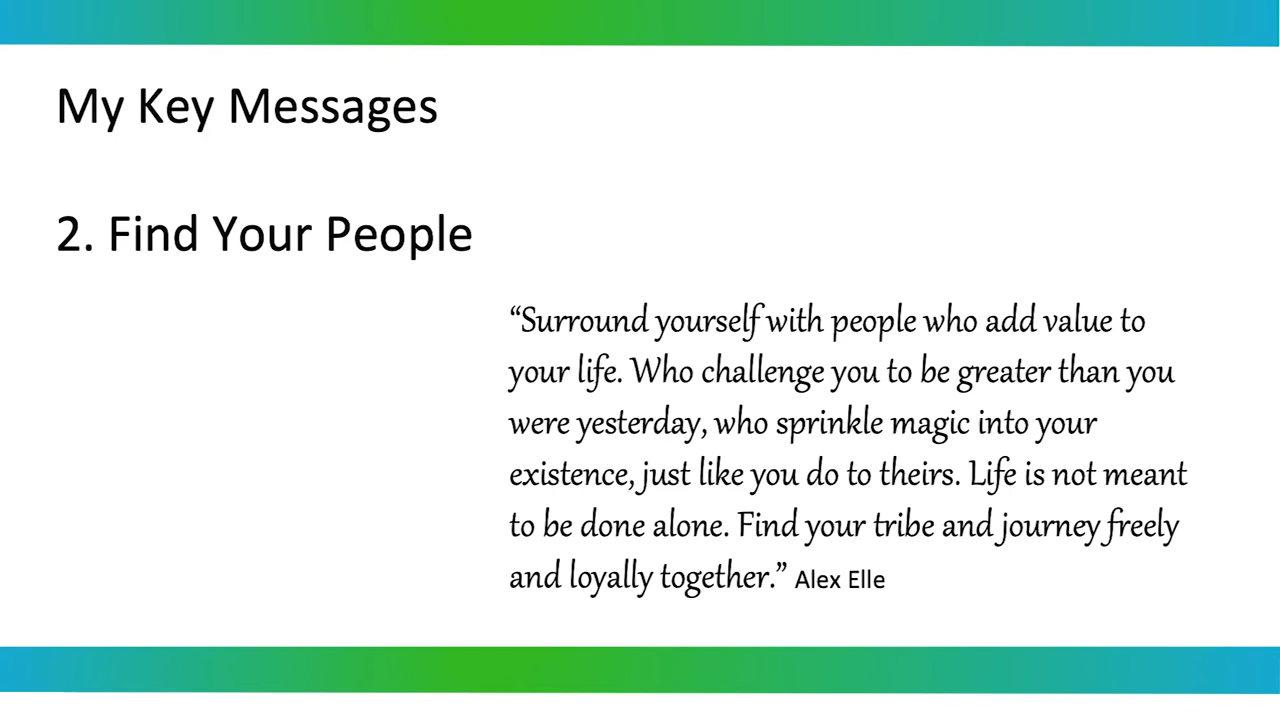 My Key Messages
2. Find Your People
“Surround yourself with people who add value to
your life. Who challenge you to be greater than you
were yesterday, who sprinkle magic into your
existence, just like you do to theirs. Life is not meant
to be done alone. Find your tribe and journey freely
and loyally together.” Alex Elle